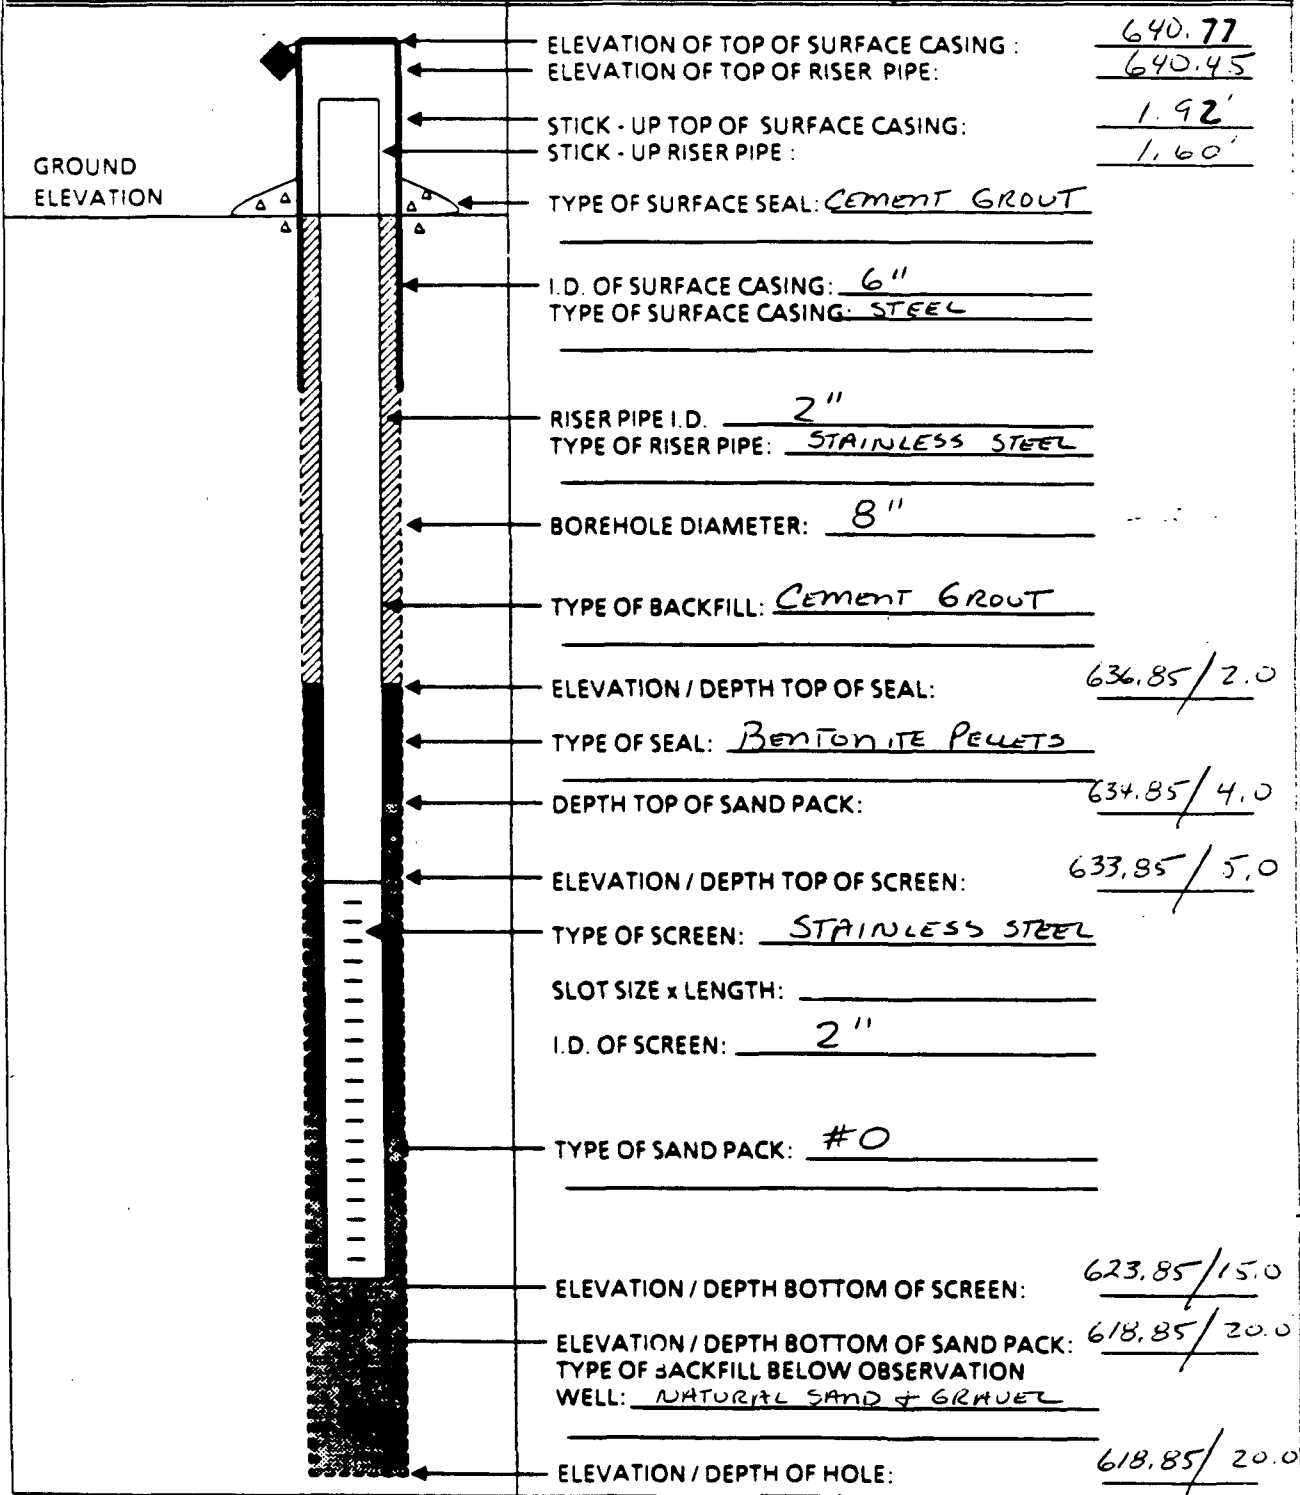 ELEVATION OF TOP OF SURFACE CASING : 640.77
ELEVATION OF TOP OF RISER PIPE: 640.45
STICK - UP TOP OF SURFACE CASING: 1.92'
STICK - UP RISER PIPE : 1.60'
GROUND
ELEVATION
TYPE OF SURFACE SEAL: CEMENT GROUT
I.D. OF SURFACE CASING: 6"
TYPE OF SURFACE CASING: STEEL
RISER PIPE I.D. 2"
TYPE OF RISER PIPE: STAINLESS STEEL
BOREHOLE DIAMETER: 8"
TYPE OF BACKFILL: CEMENT GROUT
ELEVATION / DEPTH TOP OF SEAL: 636.85/2.0
TYPE OF SEAL: BENTONITE PELLETS
DEPTH TOP OF SAND PACK: 634.85/4.0
ELEVATION / DEPTH TOP OF SCREEN: 633.85/5.0
TYPE OF SCREEN: STAINLESS STEEL
SLOT SIZE x LENGTH:
I.D. OF SCREEN: 2"
TYPE OF SAND PACK: #0
ELEVATION / DEPTH BOTTOM OF SCREEN: 623.85/15.0
ELEVATION / DEPTH BOTTOM OF SAND PACK: 618.85/20.0
TYPE OF BACKFILL BELOW OBSERVATION
WELL: NATURAL SAND + GRAVEL
ELEVATION / DEPTH OF HOLE: 618.85/20.0